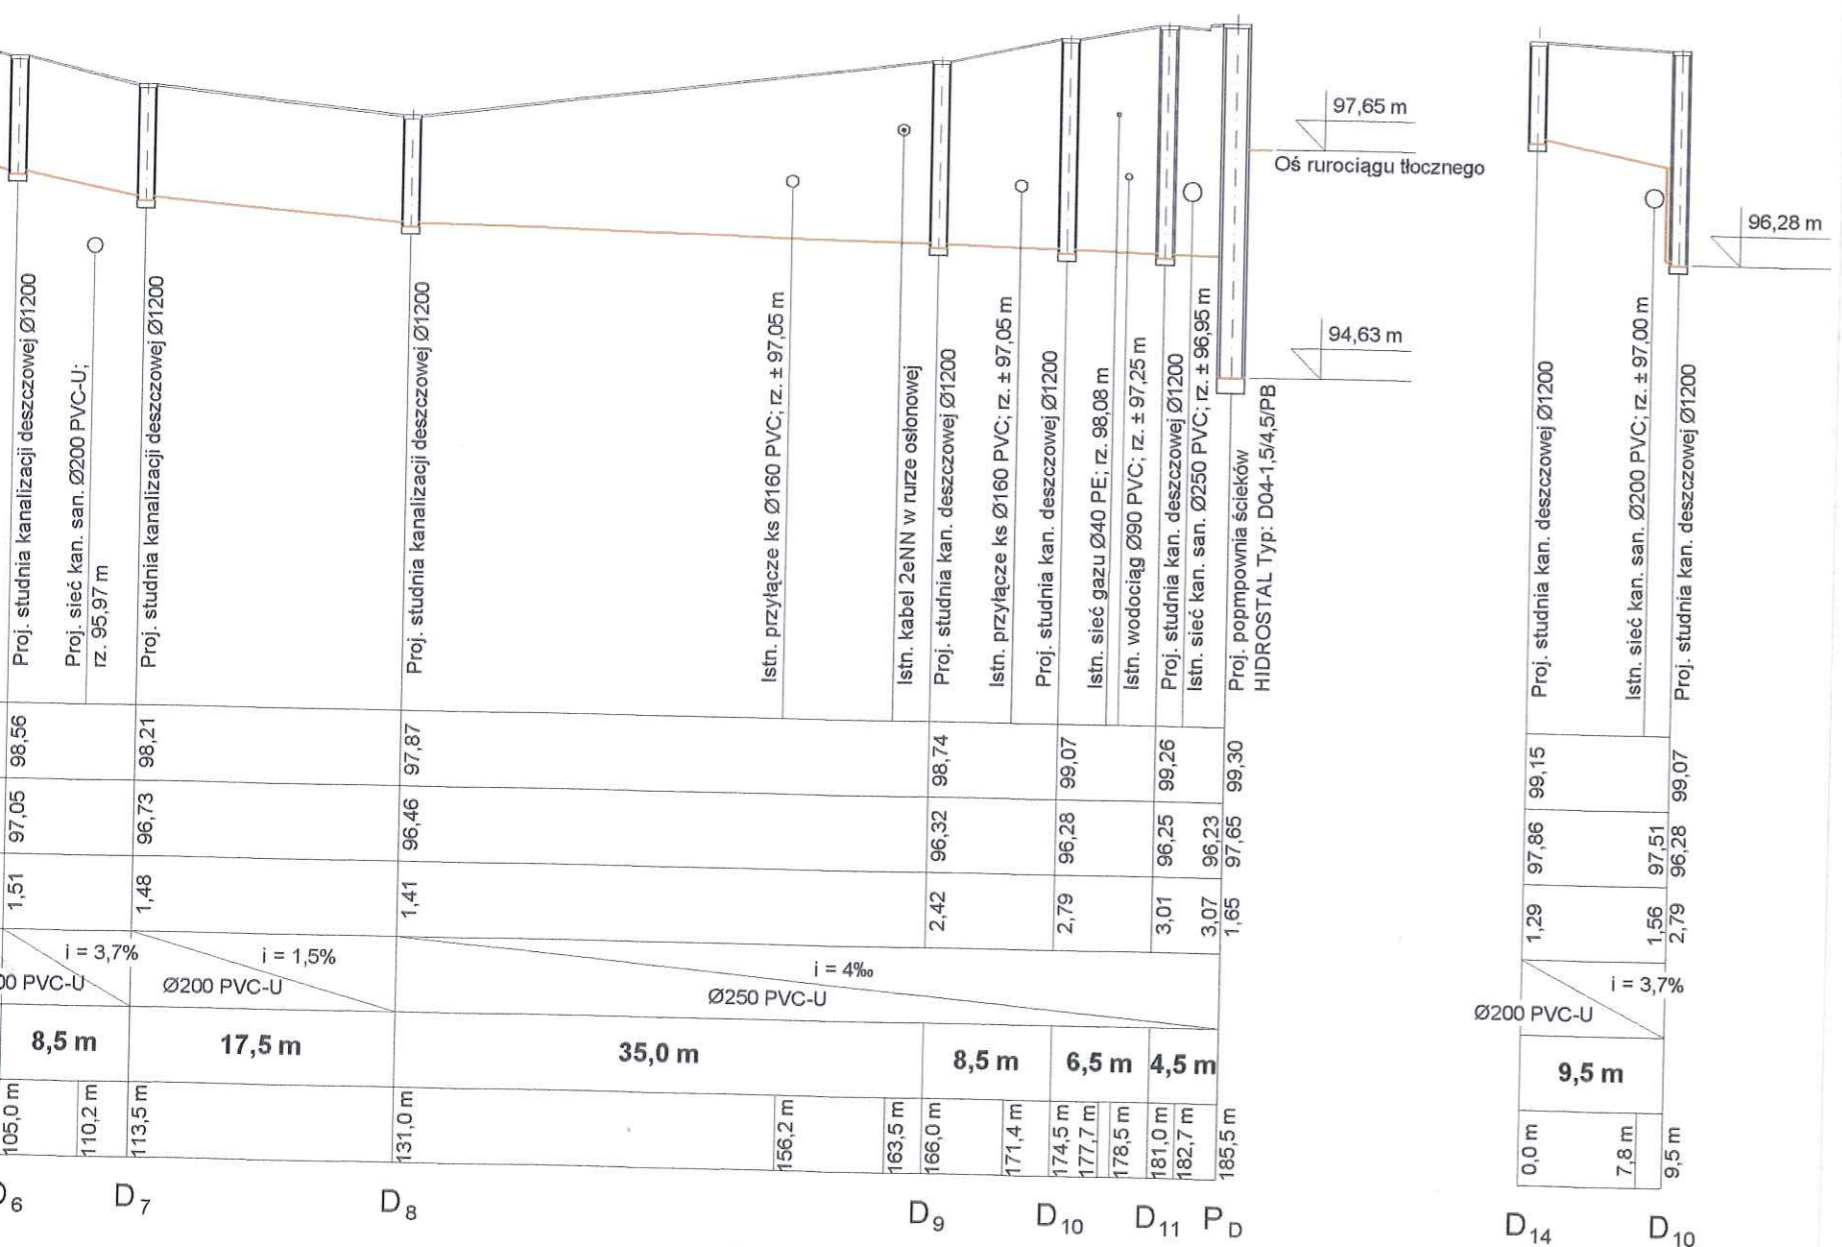 97,65 m
Oś rurociągu tłocznego
96,28 m
94,63 m
Proj. studnia kanalizacji deszczowej Ø1200
Proj. sieć kan. san. Ø200 PVC-U;
rz. 95,97 m
Proj. studnia kanalizacji deszczowej Ø1200
Proj. studnia kanalizacji deszczowej Ø1200
Istn. przyłącze ks Ø160 PVC; rz. ± 97,05 m
Istn. kabel 2eNN w rurze osłonowej
Proj. studnia kan. deszczowej Ø1200
Istn. przyłącze ks Ø160 PVC; rz. ± 97,05 m
Proj. studnia kan. deszczowej Ø1200
Istn. sieć gazu Ø40 PE; rz. 98,08 m
Istn. wodociąg Ø90 PVC; rz. ± 97,25 m
Proj. studnia kan. deszczowej Ø1200
Istn. sieć kan. san. Ø250 PVC; rz. ± 96,95 m
Proj. popmpownia ścieków
HIDROSTAL Typ: D04-1,5/4,5/PB
Proj. studnia kan. deszczowej Ø1200
Istn. sieć kan. san. Ø200 PVC; rz. ± 97,00 m
Proj. studnia kan. deszczowej Ø1200
98,56 98,21 97,87 98,74 99,07 99,26 99,30 99,15 99,07
97,05 96,73 96,46 96,32 96,28 96,25 96,23 97,65 97,86 97,51 96,28
1,51 1,48 1,41 2,42 2,79 3,01 3,07 1,65 1,29 1,56 2,79
i = 3,7% i = 1,5% i = 4‰ i = 3,7%
00 PVC-U Ø200 PVC-U Ø250 PVC-U Ø200 PVC-U
8,5 m 17,5 m 35,0 m 8,5 m 6,5 m 4,5 m 9,5 m
105,0 m 110,2 m 113,5 m 131,0 m 156,2 m 163,5 m 166,0 m 171,4 m 174,5 m 177,7 m 178,5 m 181,0 m 182,7 m 185,5 m 0,0 m 7,8 m 9,5 m
D6 D7 D8 D9 D10 D11 PD D14 D10